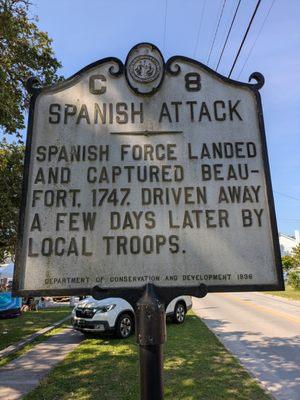 C 8
SPANISH ATTACK
SPANISH FORCE LANDED
AND CAPTURED BEAU-
FORT, 1747. DRIVEN AWAY
A FEW DAYS LATER BY
LOCAL TROOPS.
DEPARTMENT OF CONSERVATION AND DEVELOPMENT 1936